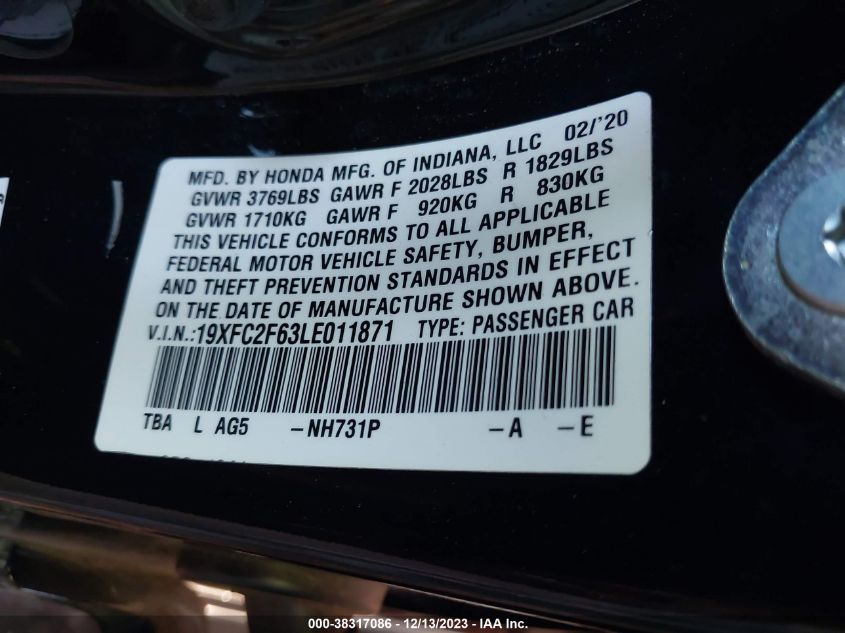 MFD. BY HONDA MFG. OF INDIANA, LLC 02/'20
GVWR 3769LBS GAWR F 2028LBS R 1829LBS
GVWR 1710KG GAWR F 920KG R 830KG
THIS VEHICLE CONFORMS TO ALL APPLICABLE
FEDERAL MOTOR VEHICLE SAFETY, BUMPER,
AND THEFT PREVENTION STANDARDS IN EFFECT
ON THE DATE OF MANUFACTURE SHOWN ABOVE.
V.I.N.:19XFC2F63LE011871 TYPE: PASSENGER CAR
TBA L AG5 -NH731P -A -E
000-38317086 - 12/13/2023 - IAAI.COM